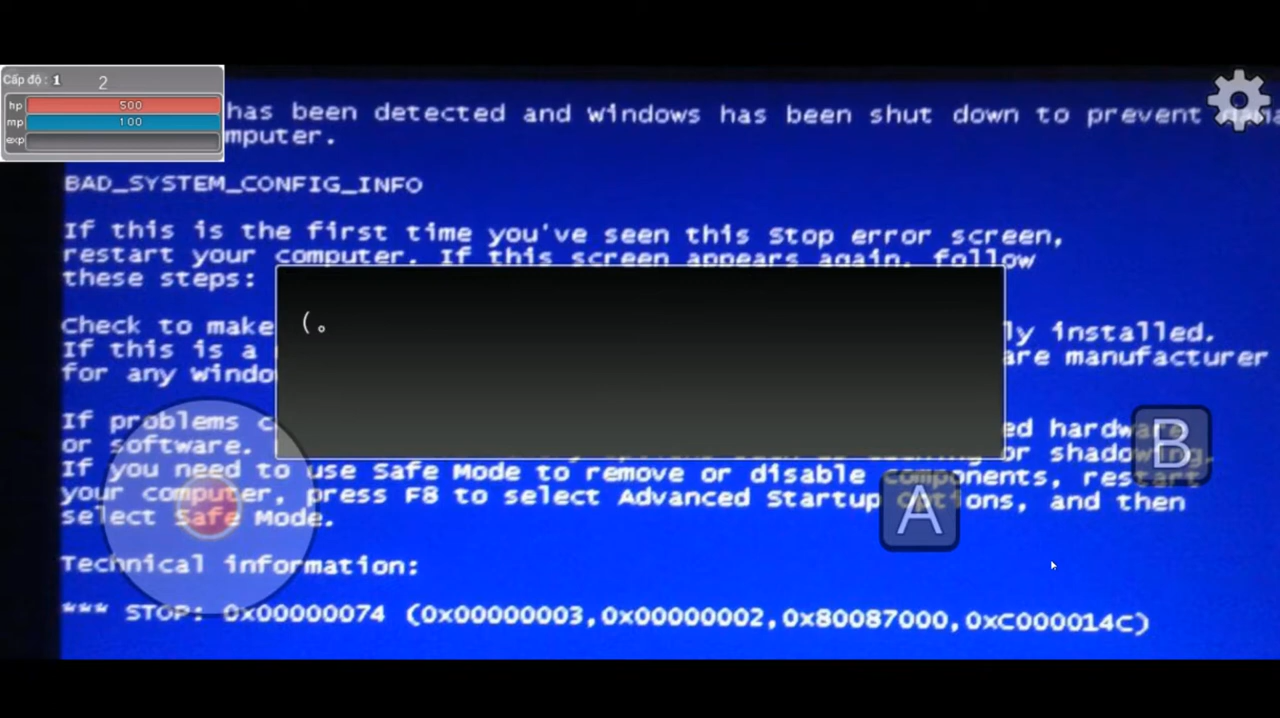 Cấp độ : 1 2
hp 500
mp 100
exp
has been detected and windows has been shut down to prevent
mputer.
BAD_SYSTEM_CONFIG_INFO
If this is the first time you've seen this Stop error screen,
restart your computer. If this screen appears again, follow
these steps:
Check to make ly installed.
If this is a are manufacturer
for any windo
(。
If problems c ed hardware
or software. or shadowing.
If you need to use Safe Mode to remove or disable components, restart
your computer, press F8 to select Advanced Startup Options, and then
select Safe Mode.
B
A
Technical information:
*** STOP: 0x00000074 (0x00000003,0x00000002,0x80087000,0xC000014C)